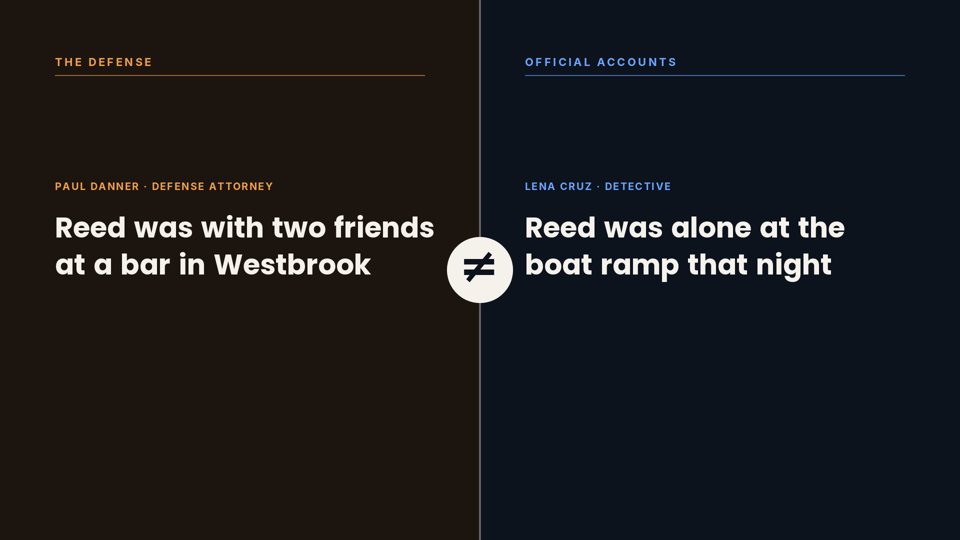 THE DEFENSE
PAUL DANNER · DEFENSE ATTORNEY
Reed was with two friends
at a bar in Westbrook
≠
OFFICIAL ACCOUNTS
LENA CRUZ · DETECTIVE
Reed was alone at the
boat ramp that night